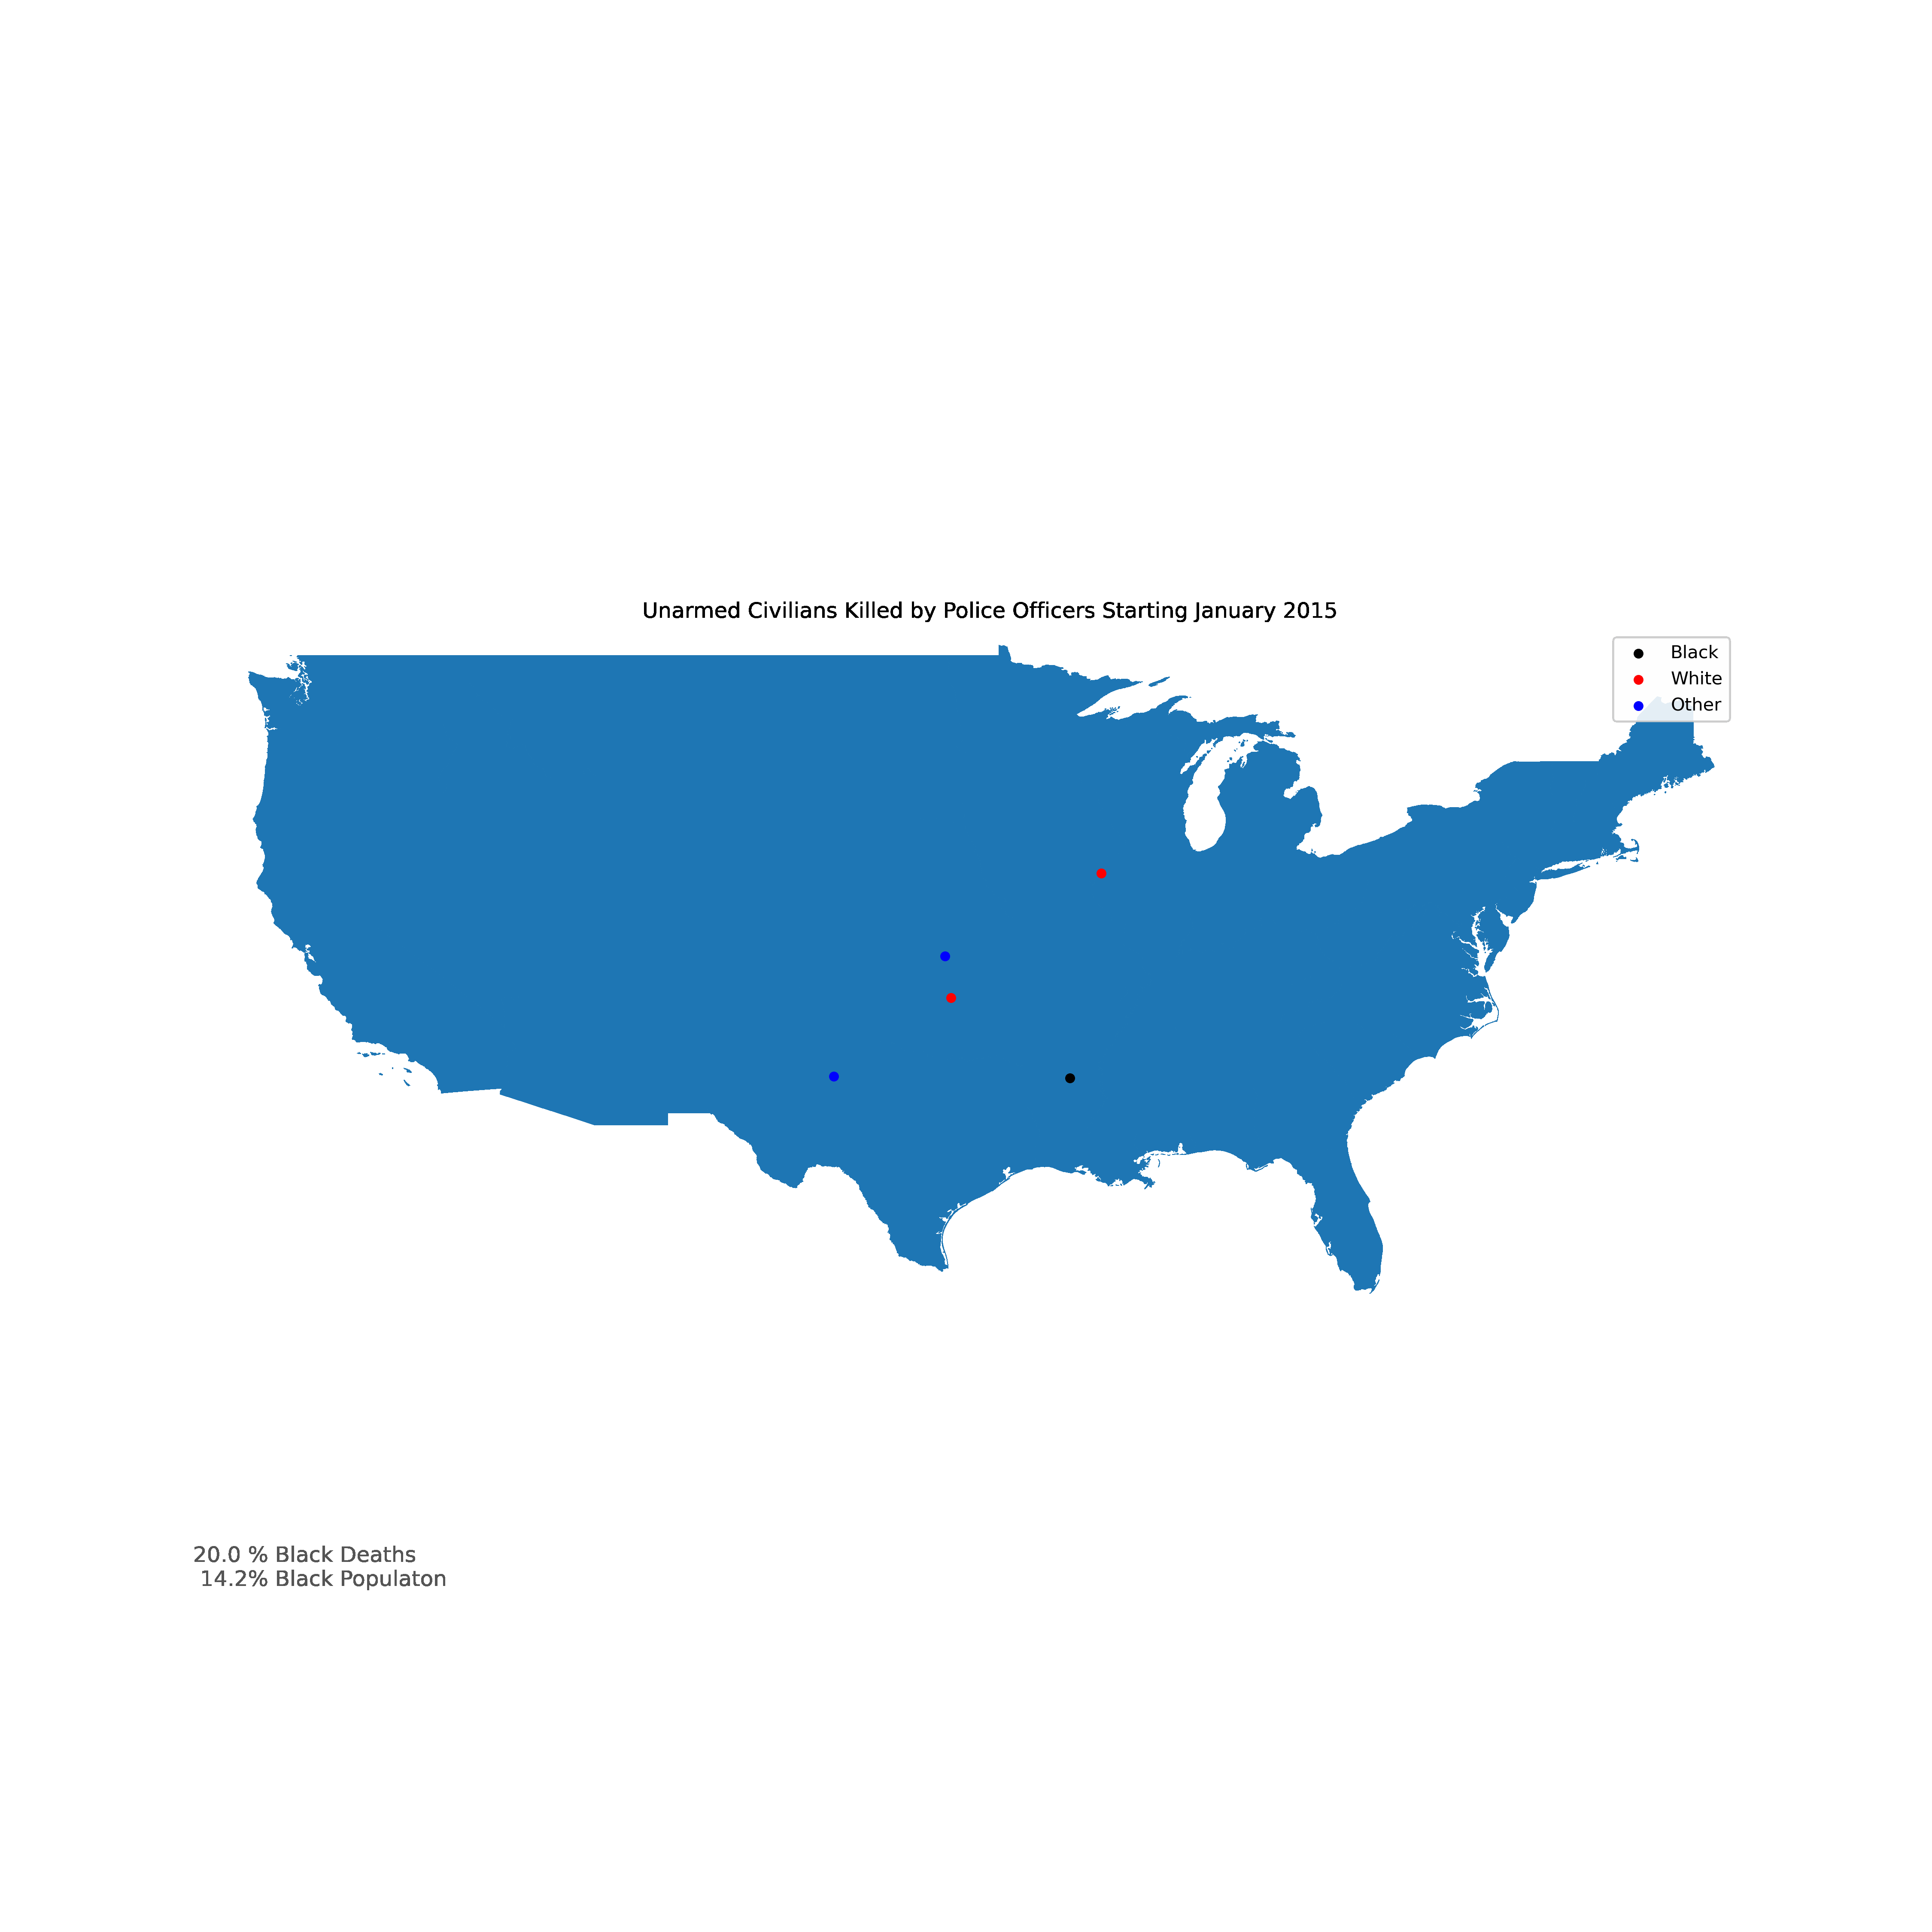 Unarmed Civilians Killed by Police Officers Starting January 2015
Black
White
Other
20.0 % Black Deaths
14.2% Black Populaton